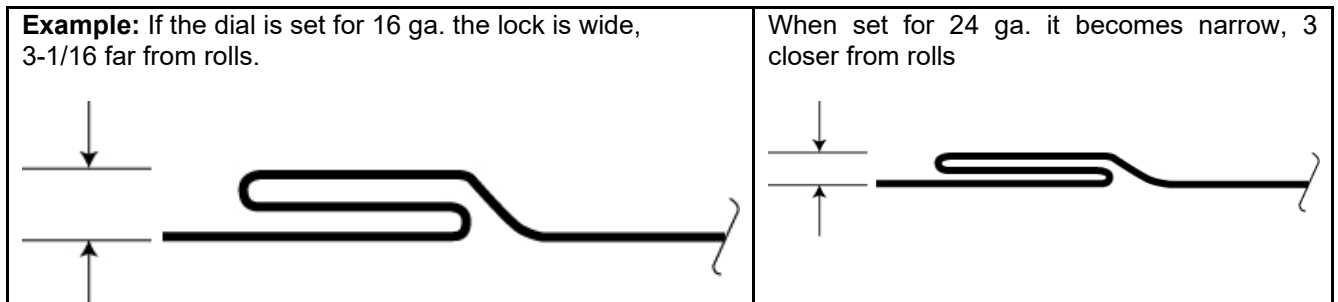 Example: If the dial is set for 16 ga. the lock is wide,
3-1/16 far from rolls.
When set for 24 ga. it becomes narrow, 3
closer from rolls